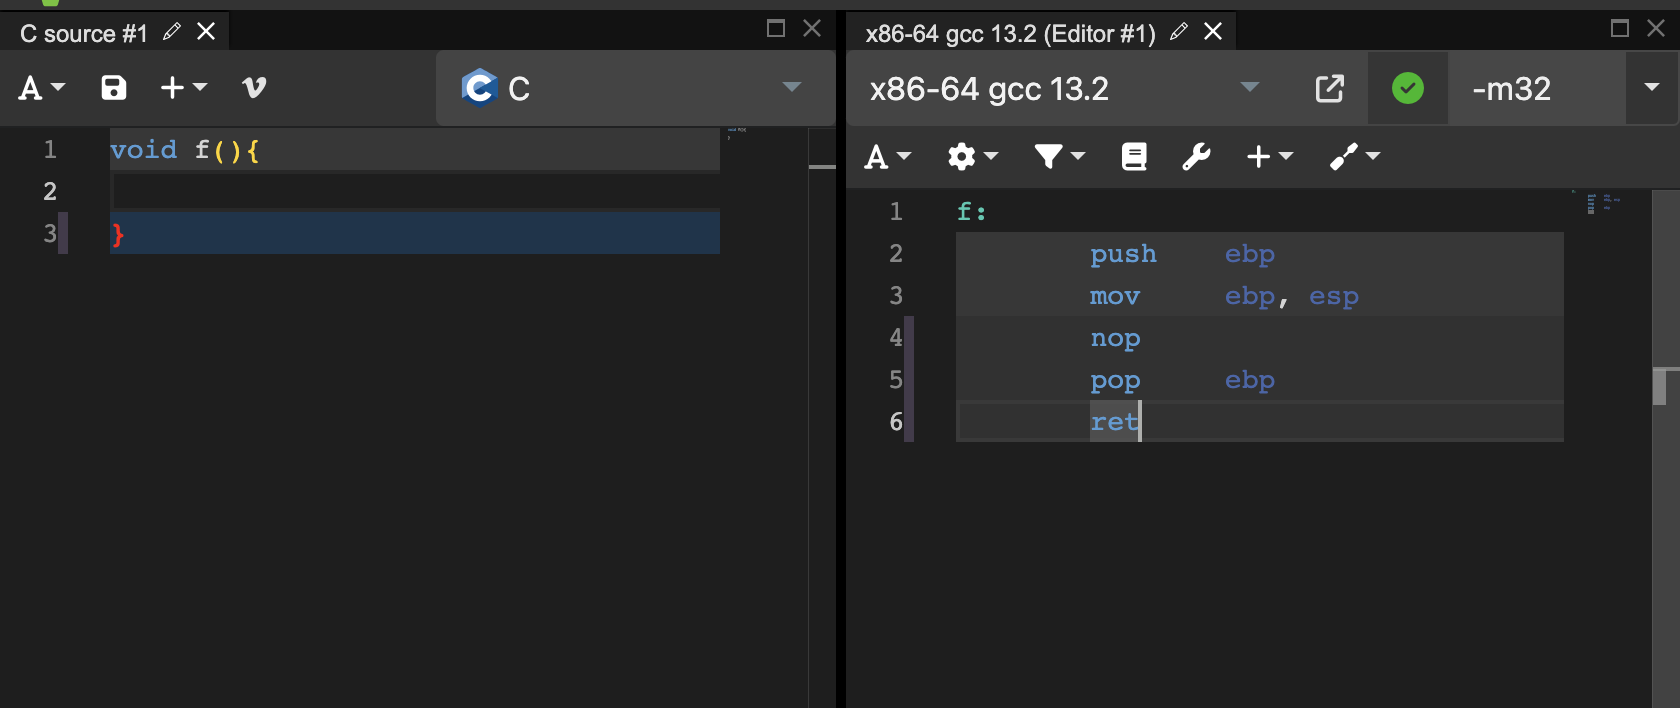 C source #1
x86-64 gcc 13.2 (Editor #1)
A
C
x86-64 gcc 13.2
-m32
A
1 void f(){
2
3 }
1 f:
2 push ebp
3 mov ebp, esp
4 nop
5 pop ebp
6 ret